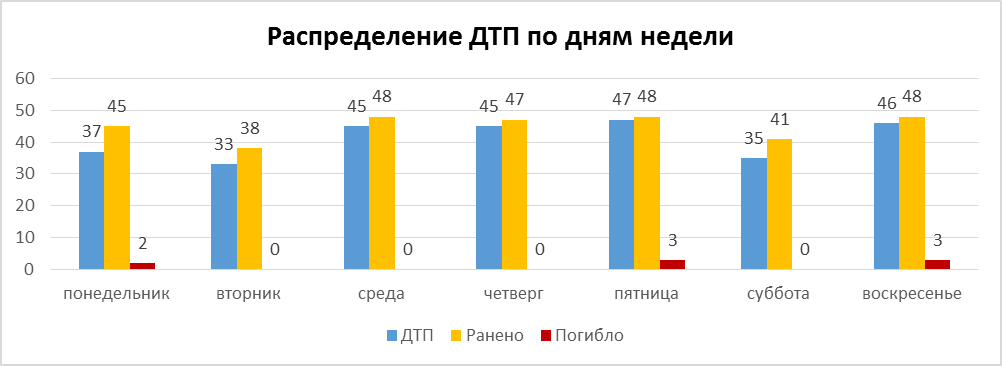 Распределение ДТП по дням недели
60
50
40
30
20
10
0
37 45 2
33 38 0
45 48 0
45 47 0
47 48 3
35 41 0
46 48 3
понедельник вторник среда четверг пятница суббота воскресенье
ДТП Ранено Погибло